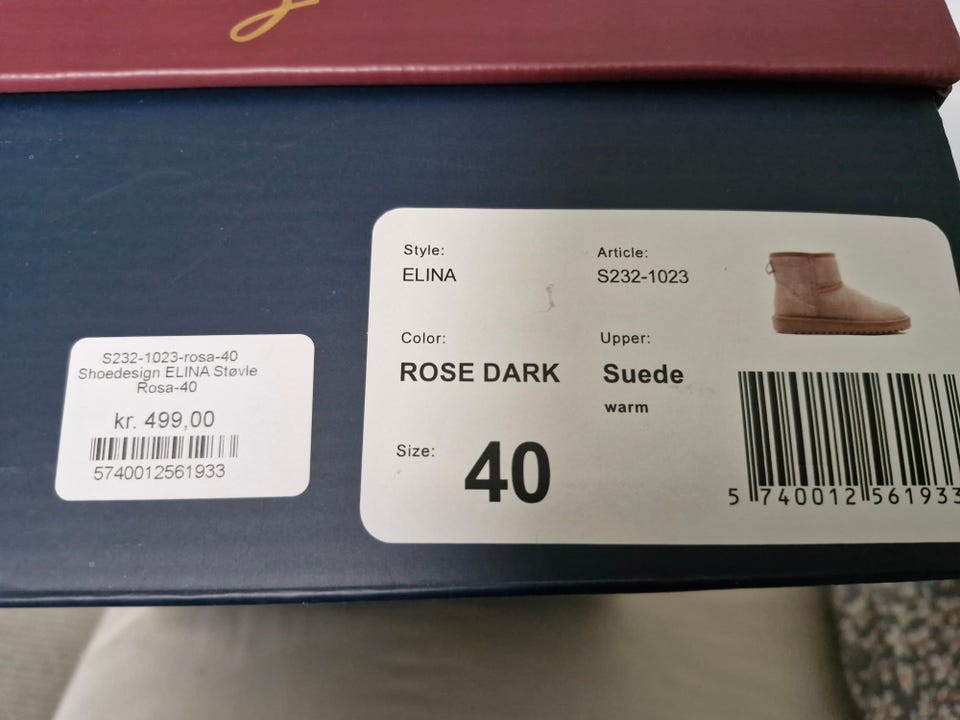 S232-1023-rosa-40
Shoedesign ELINA Støvle
Rosa-40
kr. 499,00
5740012561933
Style:
ELINA
Article:
S232-1023
Color:
ROSE DARK
Upper:
Suede
warm
Size:
40
5 740012 561933